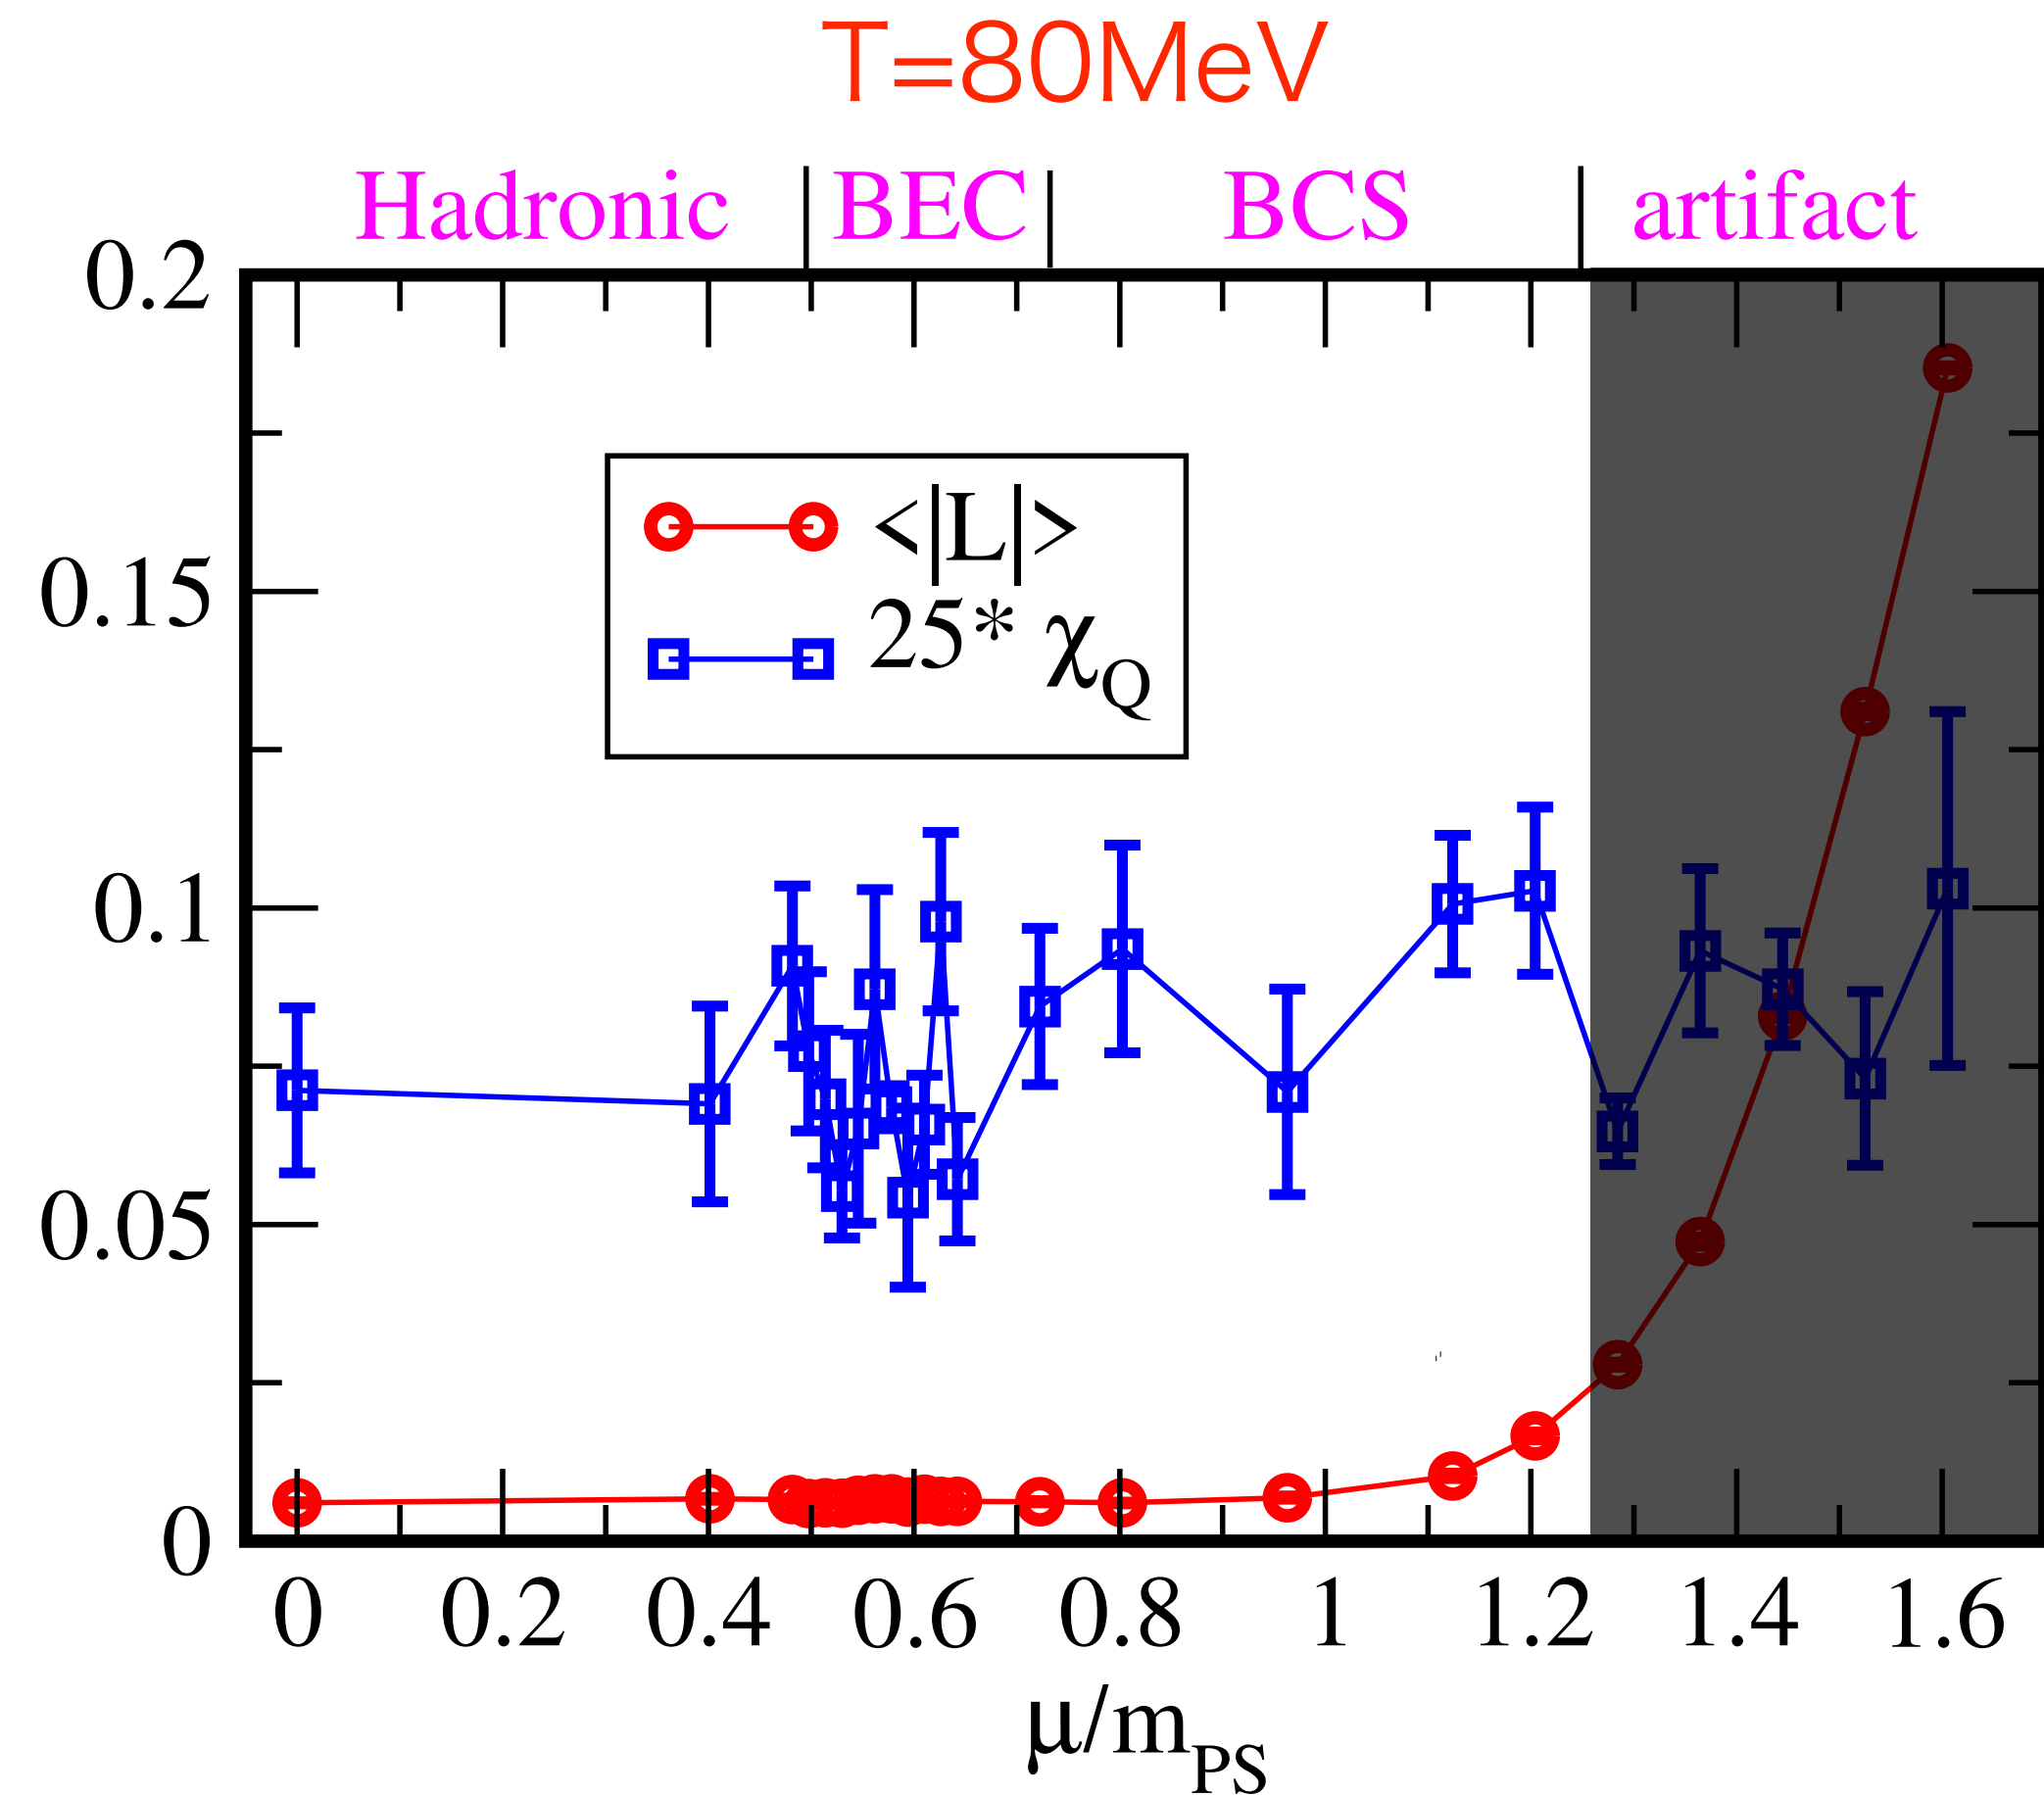 T=80MeV
Hadronic BEC BCS artifact
0.2
<|L|>
0.15
25* χQ
0.1
0.05
0
0 0.2 0.4 0.6 0.8 1 1.2 1.4 1.6
μ/mPS